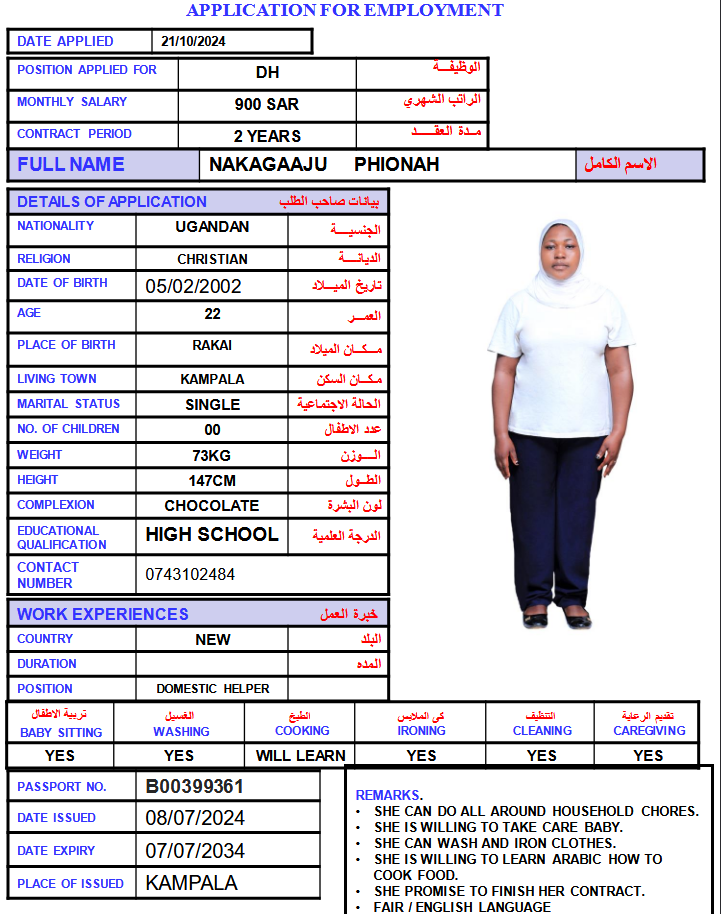 APPLICATION FOR EMPLOYMENT
DATE APPLIED 21/10/2024
POSITION APPLIED FOR DH الوظيفـــة
MONTHLY SALARY 900 SAR الراتب الشهري
CONTRACT PERIOD 2 YEARS مـدة العقــــد
FULL NAME NAKAGAAJU PHIONAH الاسم الكامل
DETAILS OF APPLICATION بيانات صاحب الطلب
NATIONALITY UGANDAN الجنسيـــة
RELIGION CHRISTIAN الديانـــة
DATE OF BIRTH 05/02/2002 تاريخ الميـــلاد
AGE 22 العمـــر
PLACE OF BIRTH RAKAI مـكـــان الميلاد
LIVING TOWN KAMPALA مكـان السكن
MARITAL STATUS SINGLE الحالة الاجتماعية
NO. OF CHILDREN 00 عدد الاطفال
WEIGHT 73KG الــــوزن
HEIGHT 147CM الطـــول
COMPLEXION CHOCOLATE لون البشرة
EDUCATIONAL QUALIFICATION HIGH SCHOOL الدرجة العلمية
CONTACT NUMBER 0743102484
WORK EXPERIENCES خبرة العمل
COUNTRY NEW البلد
DURATION المده
POSITION DOMESTIC HELPER
تربية الاطفال الغسيل الطبخ كي الملابس التنظيف تقديم الرعاية
BABY SITTING WASHING COOKING IRONING CLEANING CAREGIVING
YES YES WILL LEARN YES YES YES
PASSPORT NO. B00399361
DATE ISSUED 08/07/2024
DATE EXPIRY 07/07/2034
PLACE OF ISSUED KAMPALA
REMARKS.
• SHE CAN DO ALL AROUND HOUSEHOLD CHORES.
• SHE IS WILLING TO TAKE CARE BABY.
• SHE CAN WASH AND IRON CLOTHES.
• SHE IS WILLING TO LEARN ARABIC HOW TO
COOK FOOD.
• SHE PROMISE TO FINISH HER CONTRACT.
• FAIR / ENGLISH LANGUAGE